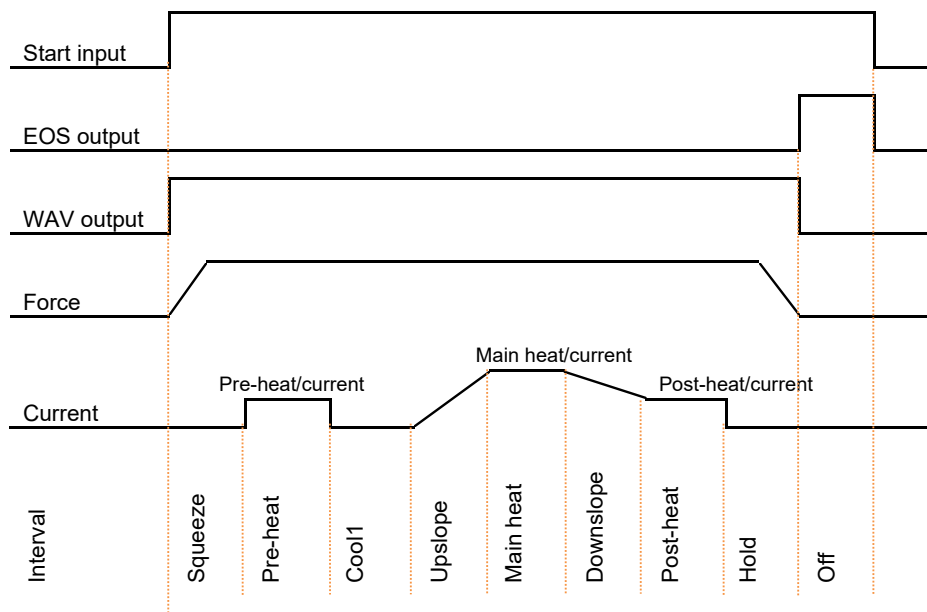 Start input
EOS output
WAV output
Force
Main heat/current
Pre-heat/current
Post-heat/current
Current
Interval
Squeeze
Pre-heat
Cool1
Upslope
Main heat
Downslope
Post-heat
Hold
Off